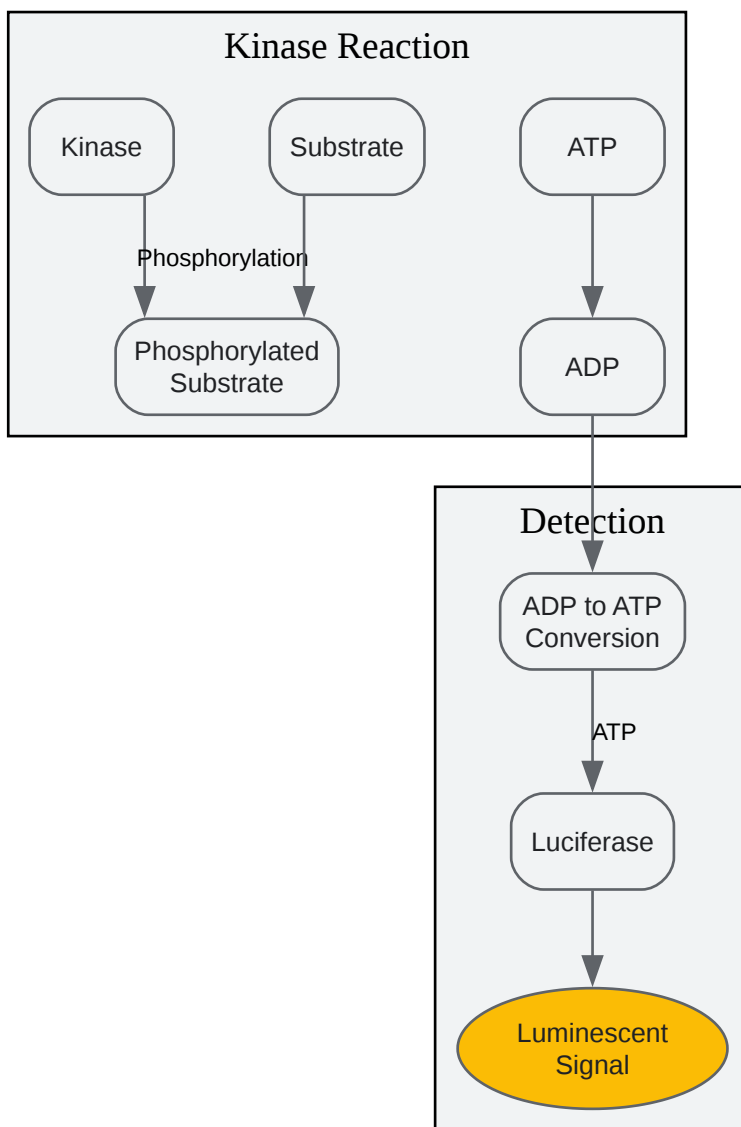 Kinase Reaction
Kinase
Substrate
ATP
Phosphorylation
Phosphorylated
Substrate
ADP
Detection
ADP to ATP
Conversion
ATP
Luciferase
Luminescent
Signal